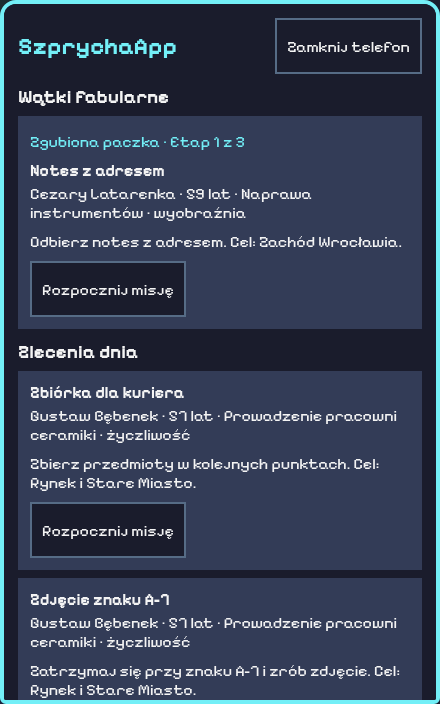 SzprychaApp
Zamknij telefon
Wątki fabularne
Zgubiona paczka · Etap 1 z 3
Notes z adresem
Cezary Latarenka · 59 lat · Naprawa
instrumentów · wyobraźnia
Odbierz notes z adresem. Cel: Zachód Wrocławia.
Rozpocznij misję
Zlecenia dnia
Zbiórka dla kuriera
Gustaw Bębenek · 57 lat · Prowadzenie pracowni
ceramiki · życzliwość
Zbierz przedmioty w kolejnych punktach. Cel:
Rynek i Stare Miasto.
Rozpocznij misję
Zdjęcie znaku A-7
Gustaw Bębenek · 57 lat · Prowadzenie pracowni
ceramiki · życzliwość
Zatrzymaj się przy znaku A-7 i zrób zdjęcie. Cel:
Rynek i Stare Miasto.